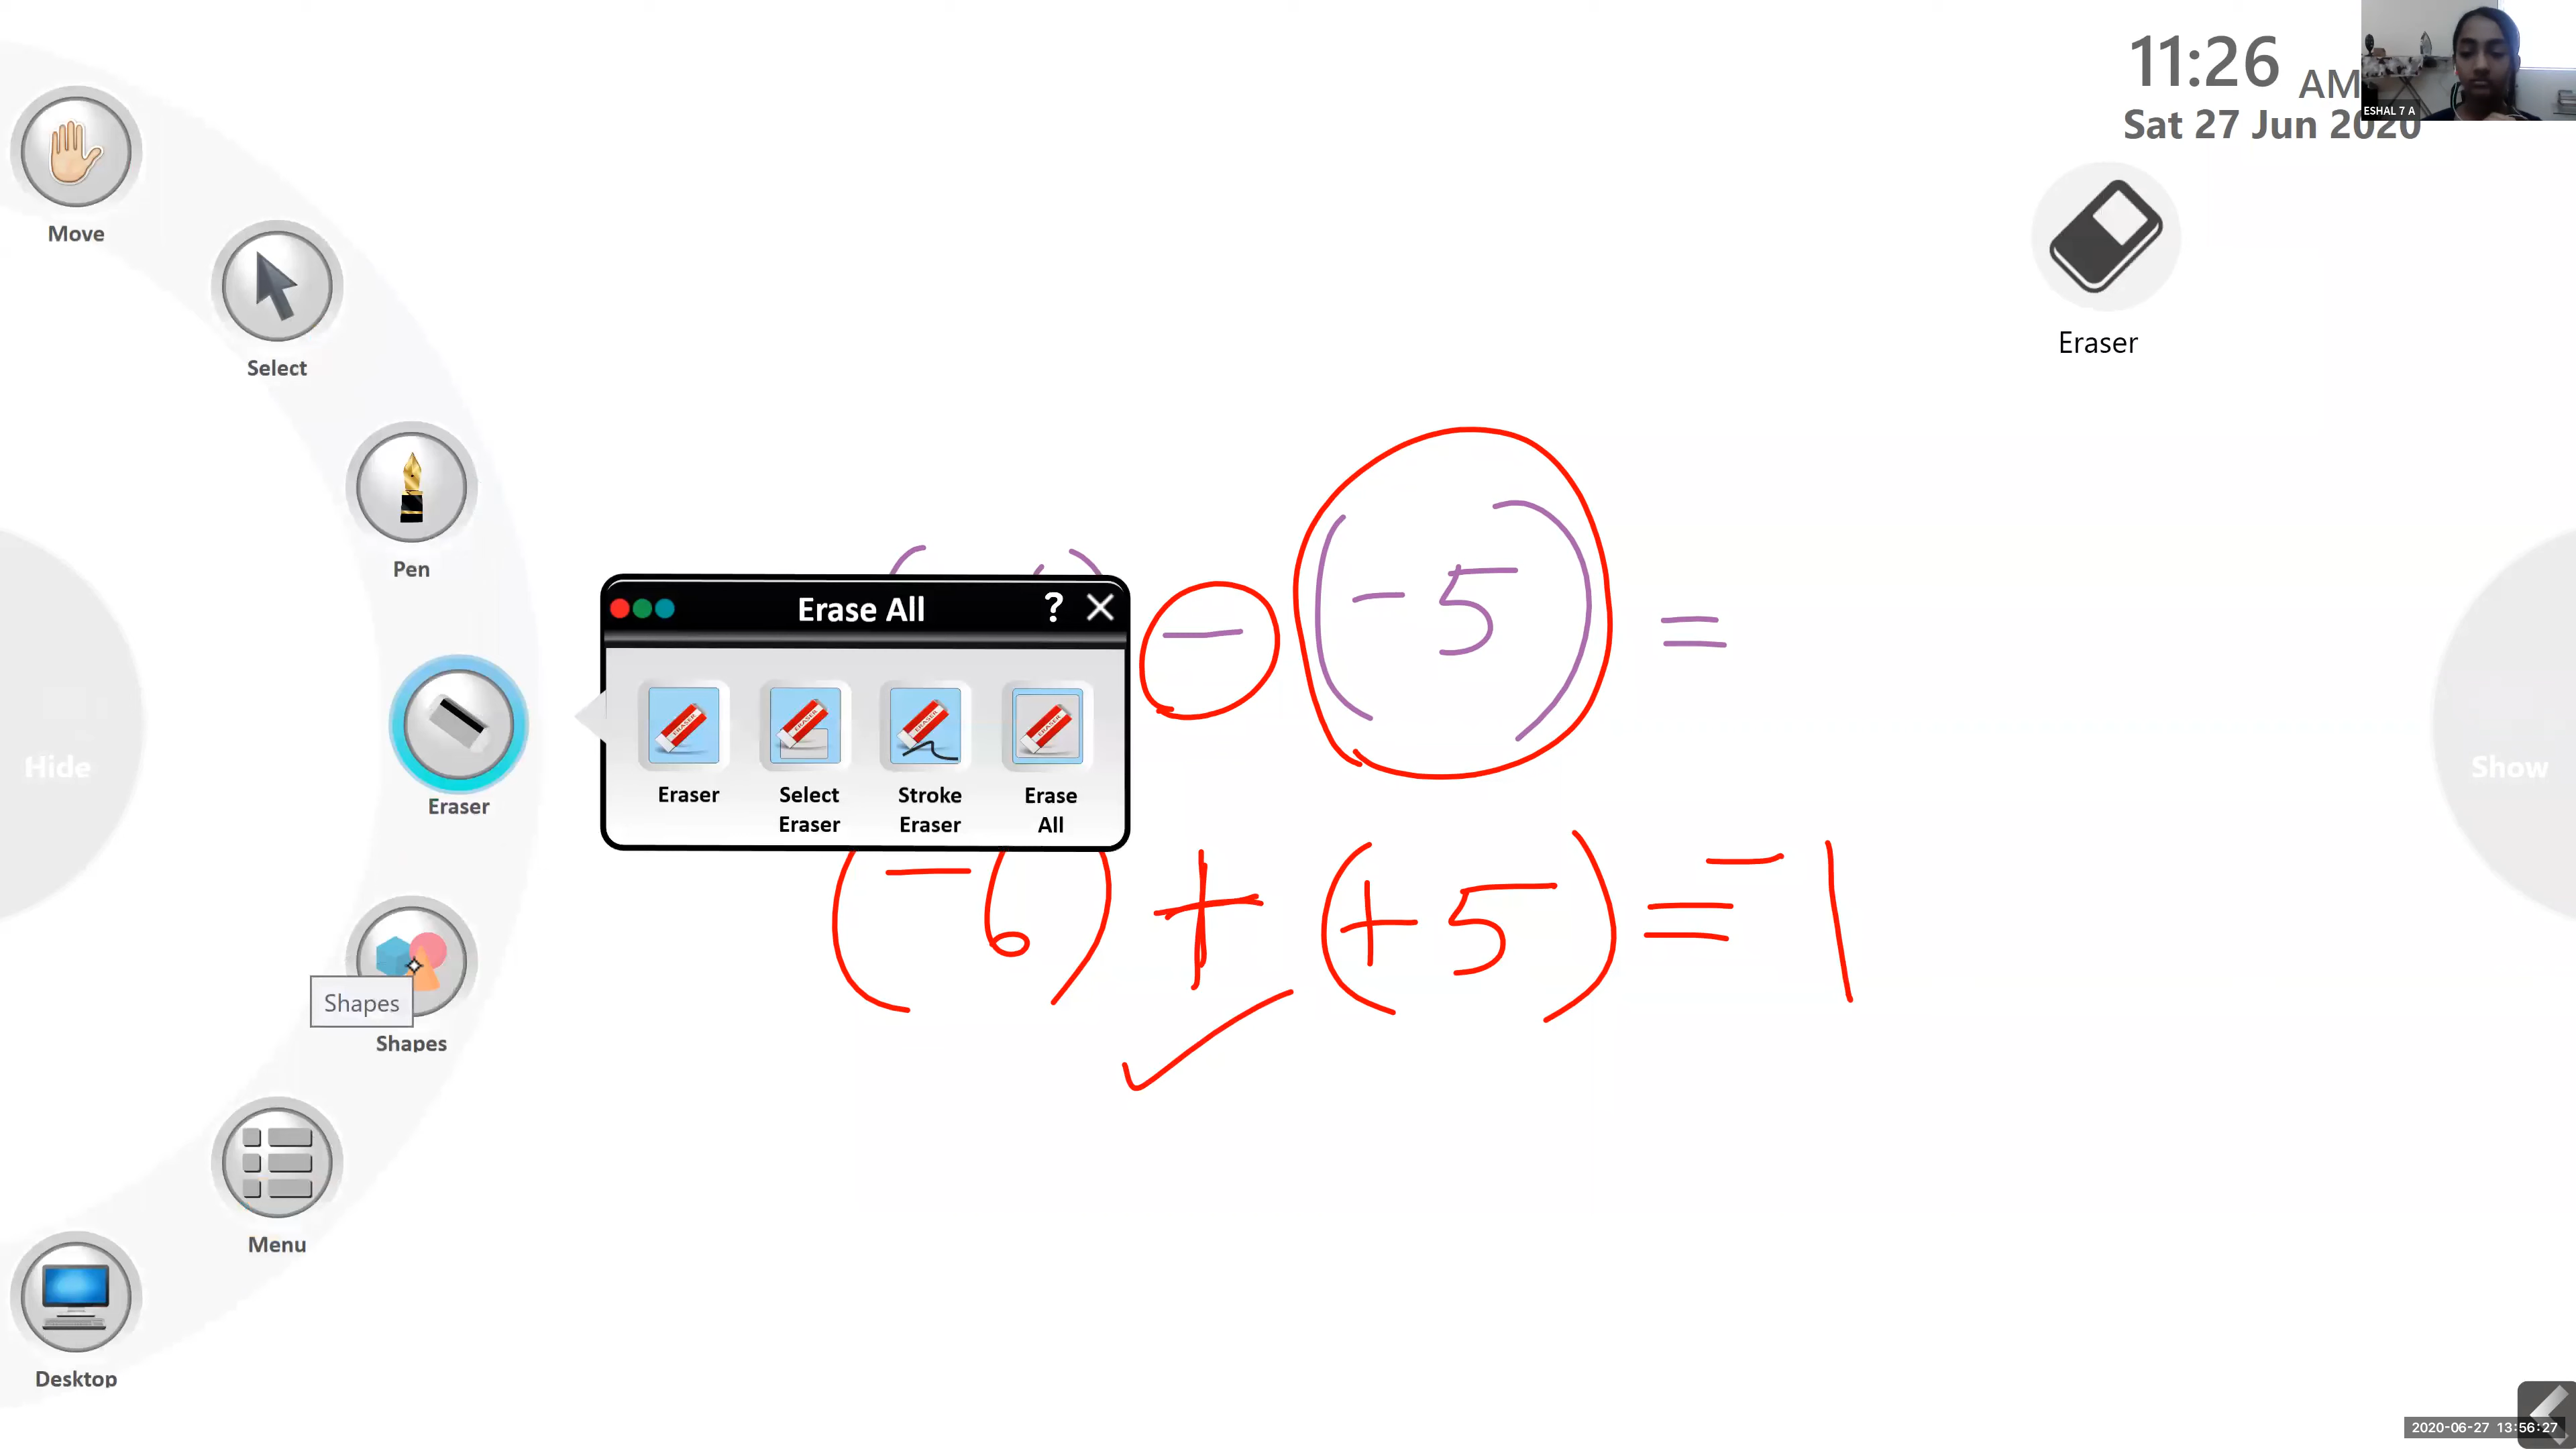 11:26 AM
ESHAL 7 A
Sat 27 Jun 2020
Move
Select
Eraser
Pen
Erase All ? X
− (−5) =
Eraser
Select Eraser
Stroke Eraser
Erase All
Hide
Show
Eraser
(−6) + (+5) = −1
Shapes
Shapes
Menu
Desktop
2020-06-27 13:56:27